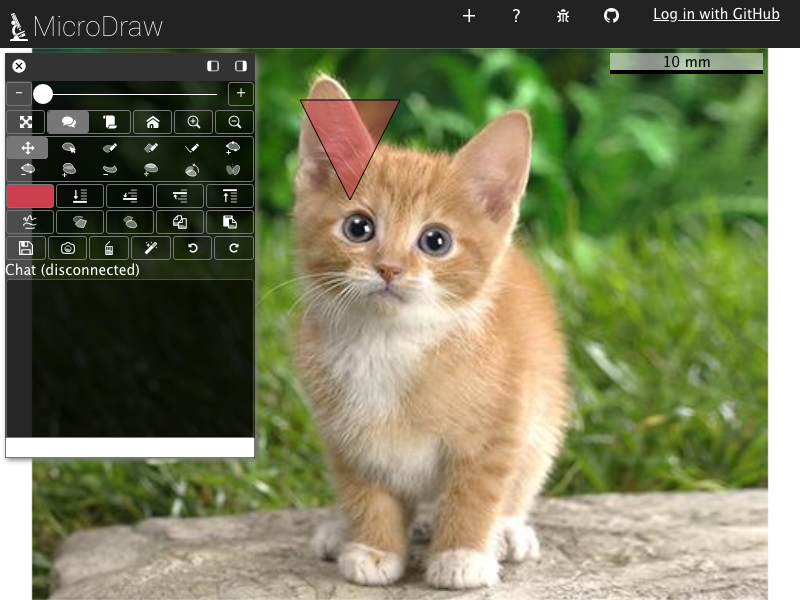 MicroDraw
+ ? Log in with GitHub
10 mm
- +
Chat (disconnected)